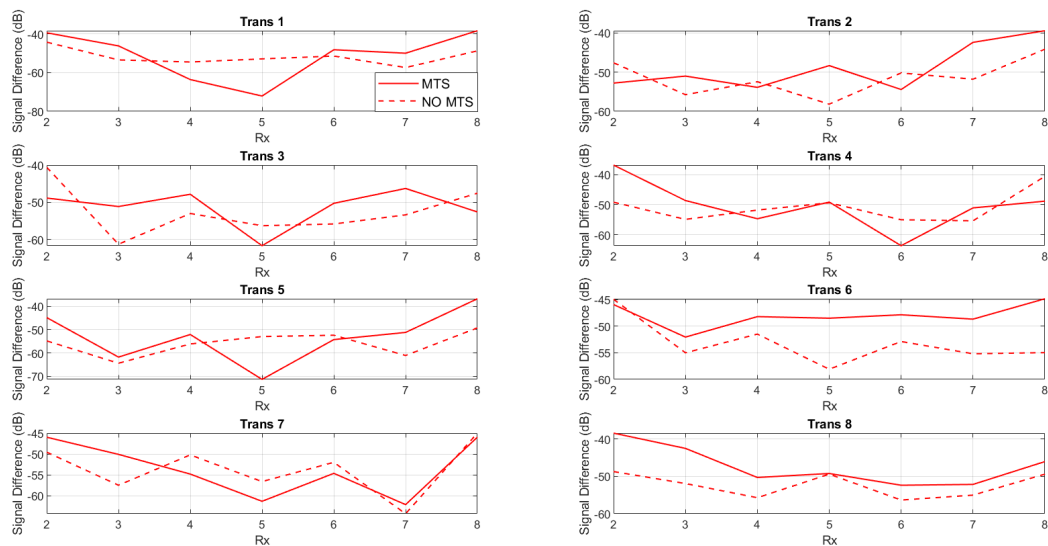 Trans 1
Signal Difference (dB)
-40
-60
-80
2 3 4 5 6 7 8
Rx
MTS
NO MTS
Trans 2
Signal Difference (dB)
-40
-50
-60
2 3 4 5 6 7 8
Rx
Trans 3
Signal Difference (dB)
-40
-50
-60
2 3 4 5 6 7 8
Rx
Trans 4
Signal Difference (dB)
-40
-50
-60
2 3 4 5 6 7 8
Rx
Trans 5
Signal Difference (dB)
-40
-50
-60
-70
2 3 4 5 6 7 8
Rx
Trans 6
Signal Difference (dB)
-45
-50
-55
-60
2 3 4 5 6 7 8
Rx
Trans 7
Signal Difference (dB)
-45
-50
-55
-60
2 3 4 5 6 7 8
Rx
Trans 8
Signal Difference (dB)
-40
-50
-60
2 3 4 5 6 7 8
Rx